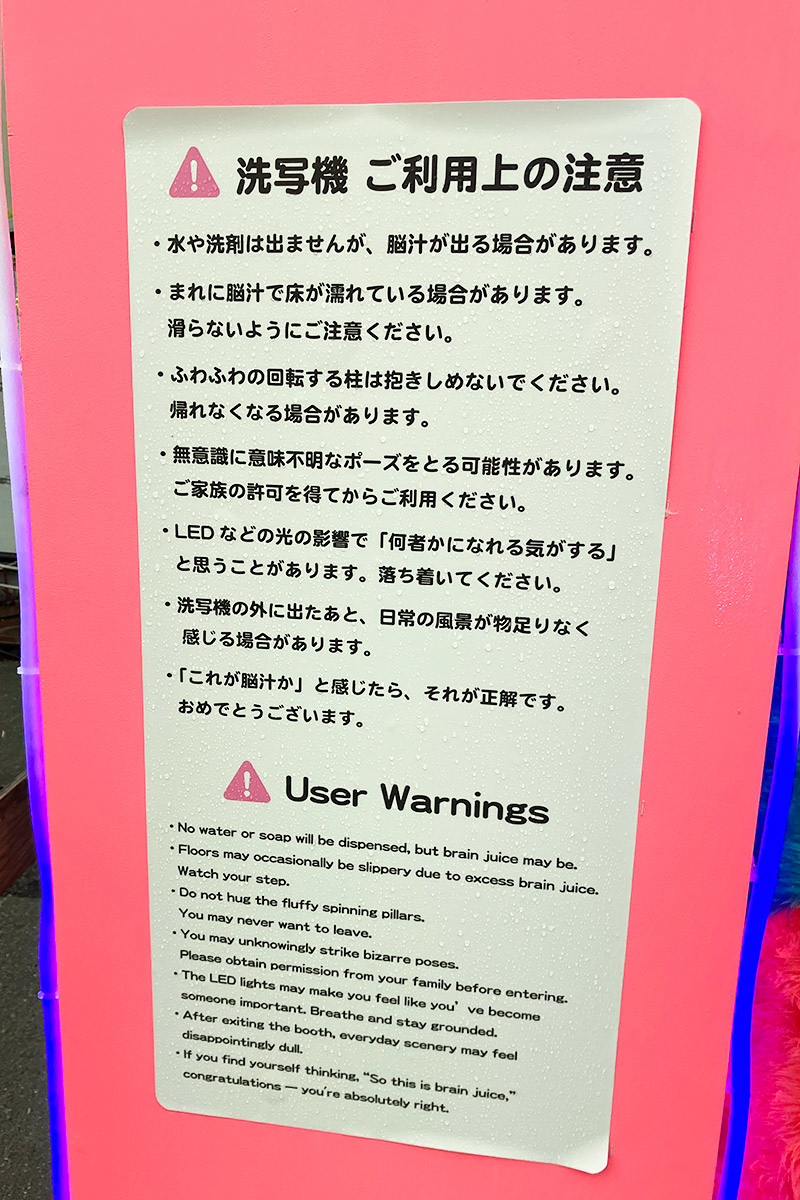 洗写機 ご利用上の注意
・水や洗剤は出ませんが、脳汁が出る場合があります。
・まれに脳汁で床が濡れている場合があります。
滑らないようにご注意ください。
・ふわふわの回転する柱は抱きしめないでください。
帰れなくなる場合があります。
・無意識に意味不明なポーズをとる可能性があります。
ご家族の許可を得てからご利用ください。
・LEDなどの光の影響で「何者かになれる気がする」
と思うことがあります。落ち着いてください。
・洗写機の外に出たあと、日常の風景が物足りなく
感じる場合があります。
・「これが脳汁か」と感じたら、それが正解です。
おめでとうございます。
User Warnings
・No water or soap will be dispensed, but brain juice may be.
・Floors may occasionally be slippery due to excess brain juice.
Watch your step.
・Do not hug the fluffy spinning pillars.
You may never want to leave.
・You may unknowingly strike bizarre poses.
Please obtain permission from your family before entering.
・The LED lights may make you feel like you’ve become
someone important. Breathe and stay grounded.
・After exiting the booth, everyday scenery may feel
disappointingly dull.
・If you find yourself thinking, “So this is brain juice,”
congratulations — you're absolutely right.